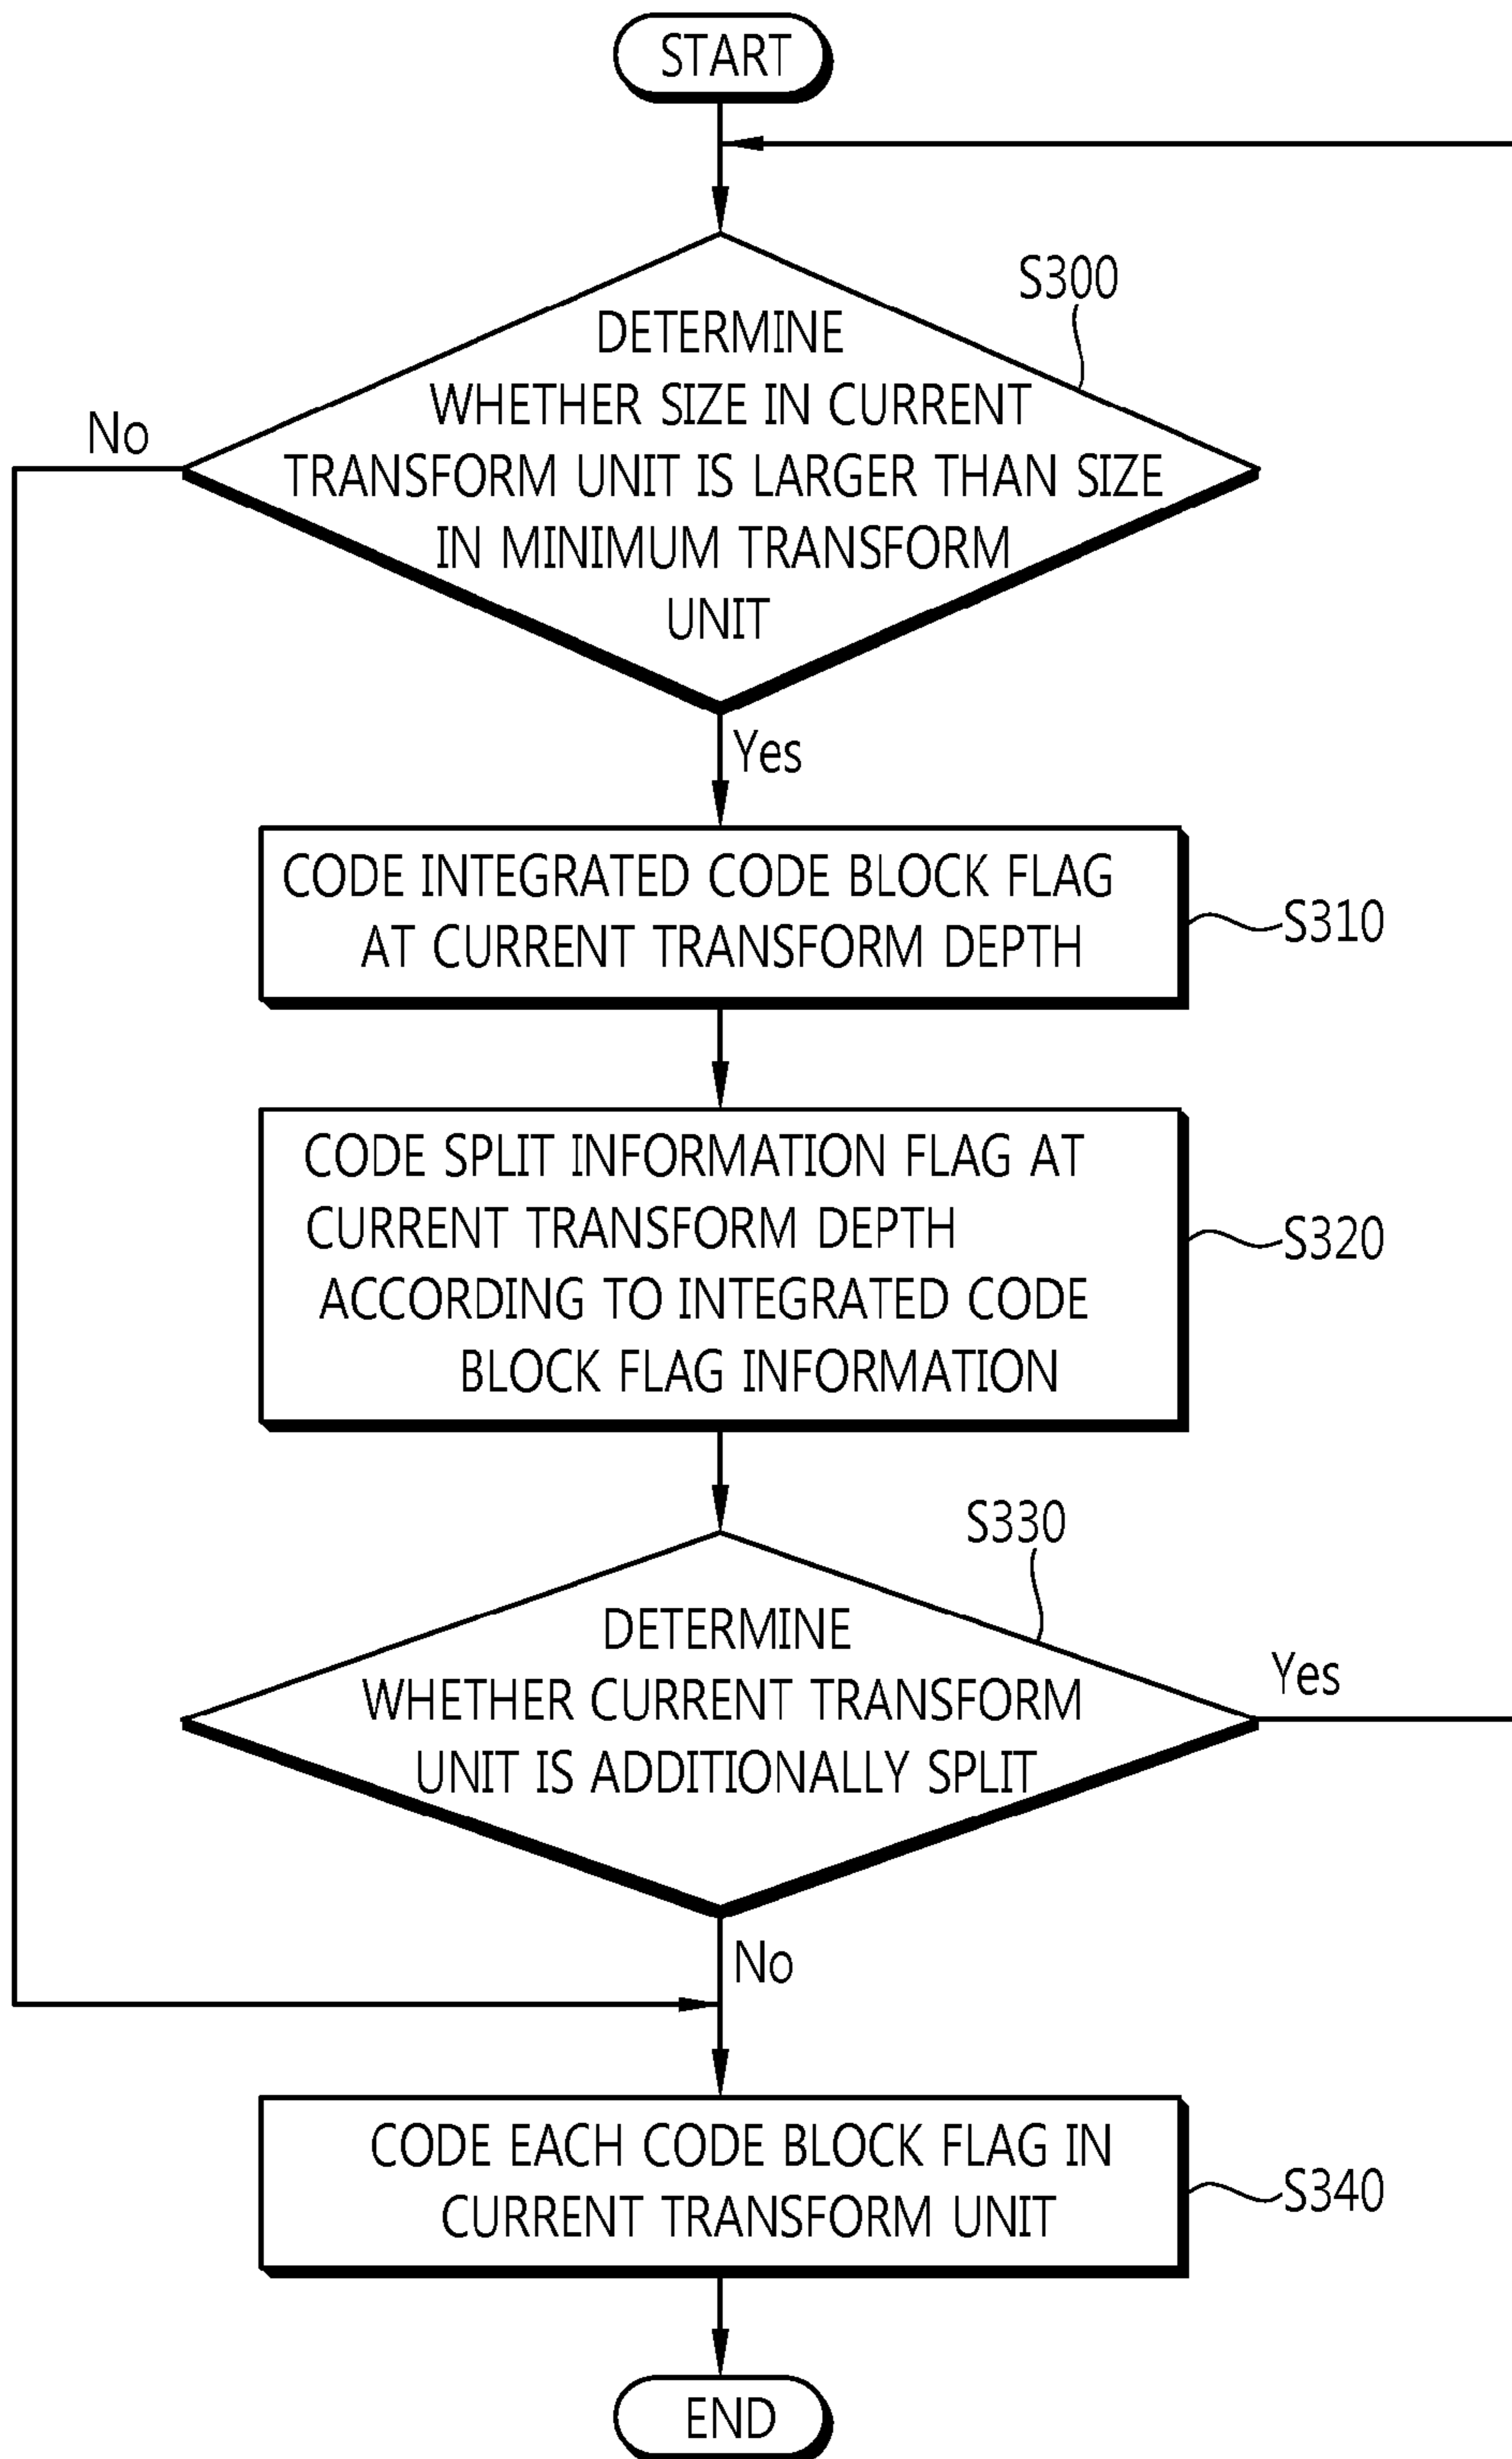 START
S300
DETERMINE
WHETHER SIZE IN CURRENT
TRANSFORM UNIT IS LARGER THAN SIZE
IN MINIMUM TRANSFORM
UNIT
No
Yes
CODE INTEGRATED CODE BLOCK FLAG
AT CURRENT TRANSFORM DEPTH
S310
CODE SPLIT INFORMATION FLAG AT
CURRENT TRANSFORM DEPTH
ACCORDING TO INTEGRATED CODE
BLOCK FLAG INFORMATION
S320
S330
DETERMINE
WHETHER CURRENT TRANSFORM
UNIT IS ADDITIONALLY SPLIT
Yes
No
CODE EACH CODE BLOCK FLAG IN
CURRENT TRANSFORM UNIT
S340
END